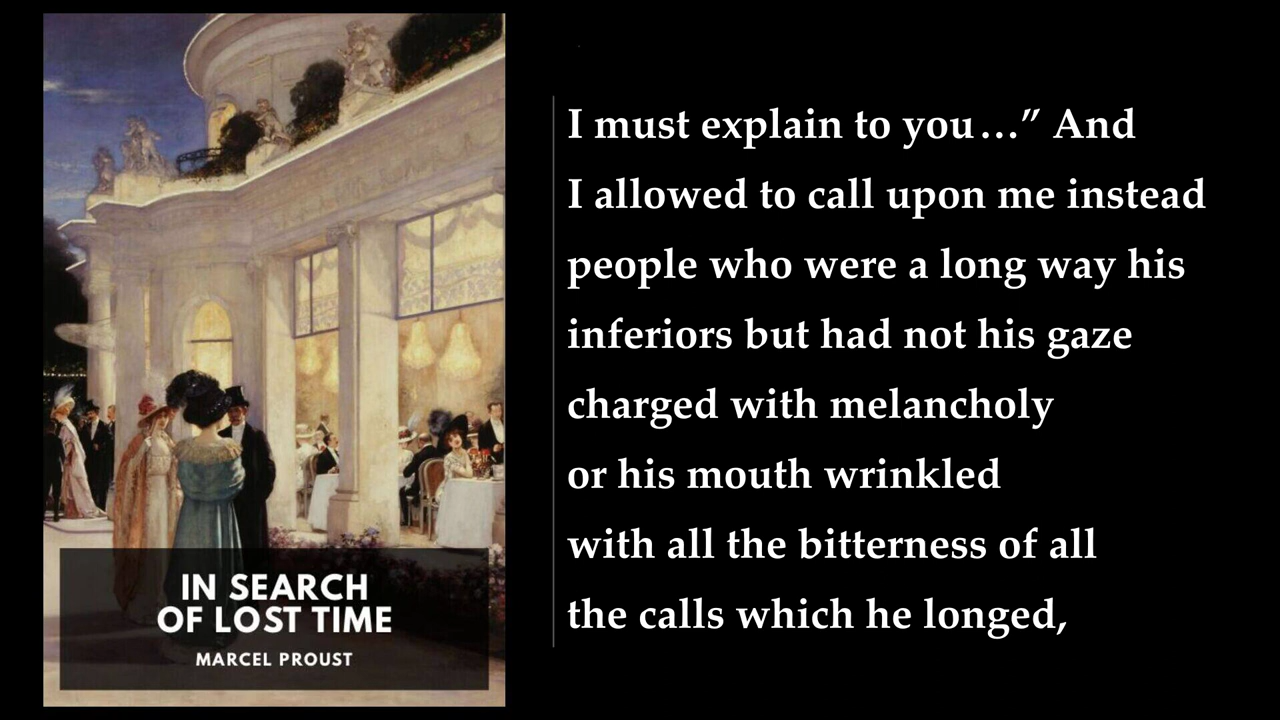 IN SEARCH
OF LOST TIME
MARCEL PROUST
I must explain to you…” And
I allowed to call upon me instead
people who were a long way his
inferiors but had not his gaze
charged with melancholy
or his mouth wrinkled
with all the bitterness of all
the calls which he longed,